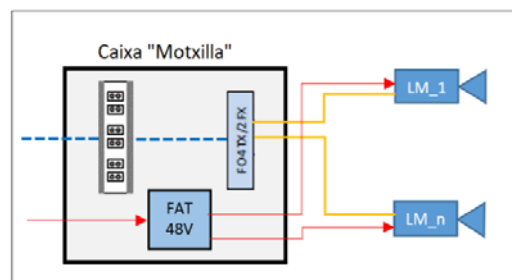 Caixa "Motxilla"
FO4TX/2FX
FAT
48V
LM_1
LM_n